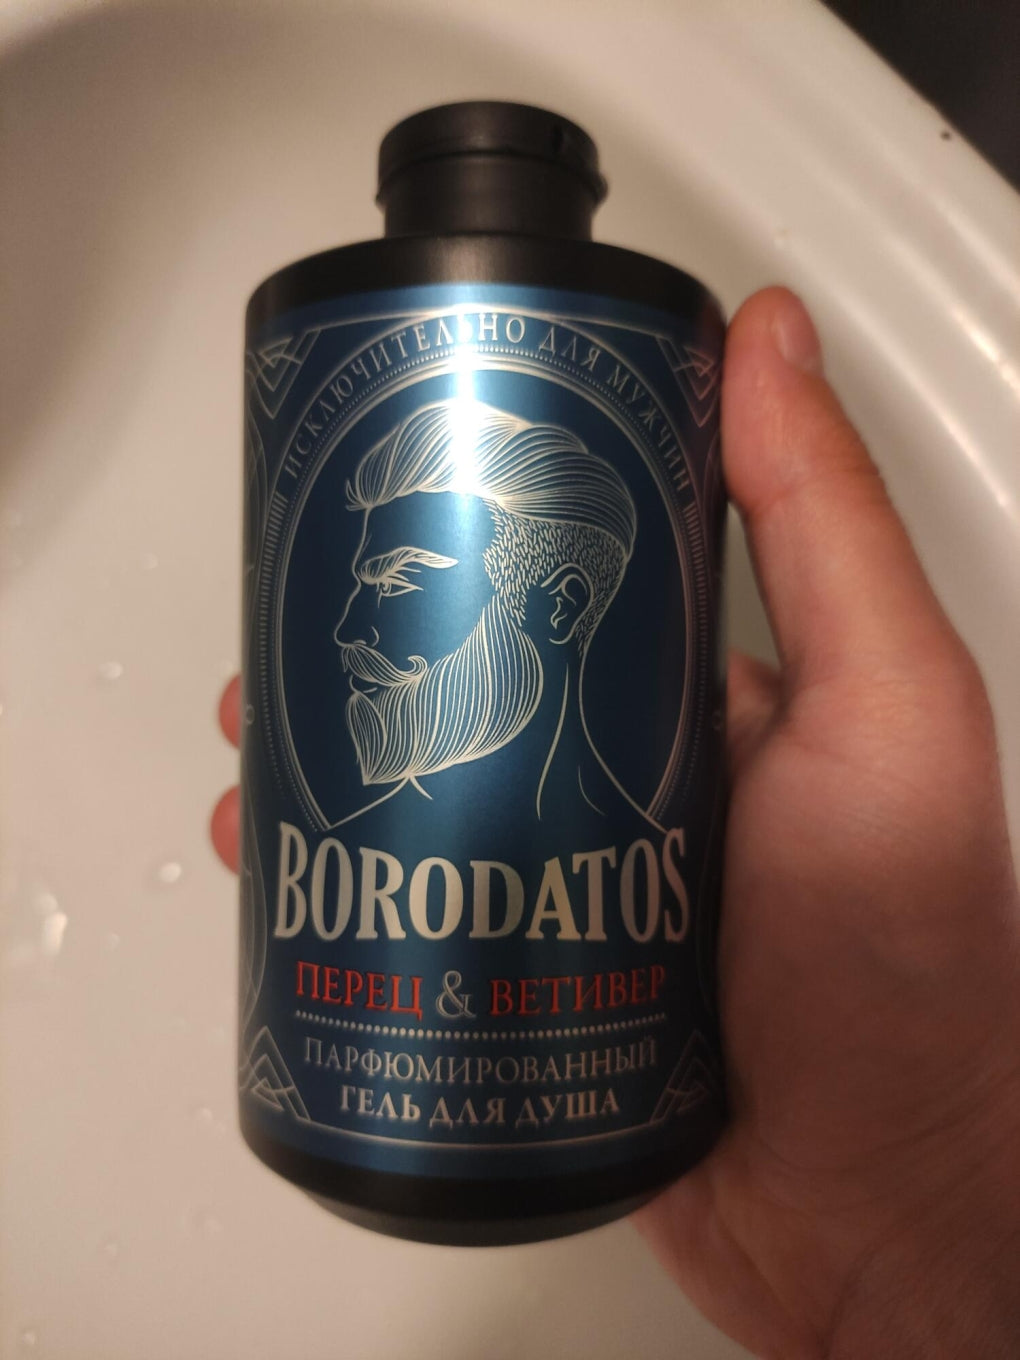 ИСКЛЮЧИТЕЛЬНО ДЛЯ МУЖЧИН
BORODATOS
ПЕРЕЦ & ВЕТИВЕР
ПАРФЮМИРОВАННЫЙ
ГЕЛЬ ДЛЯ ДУША